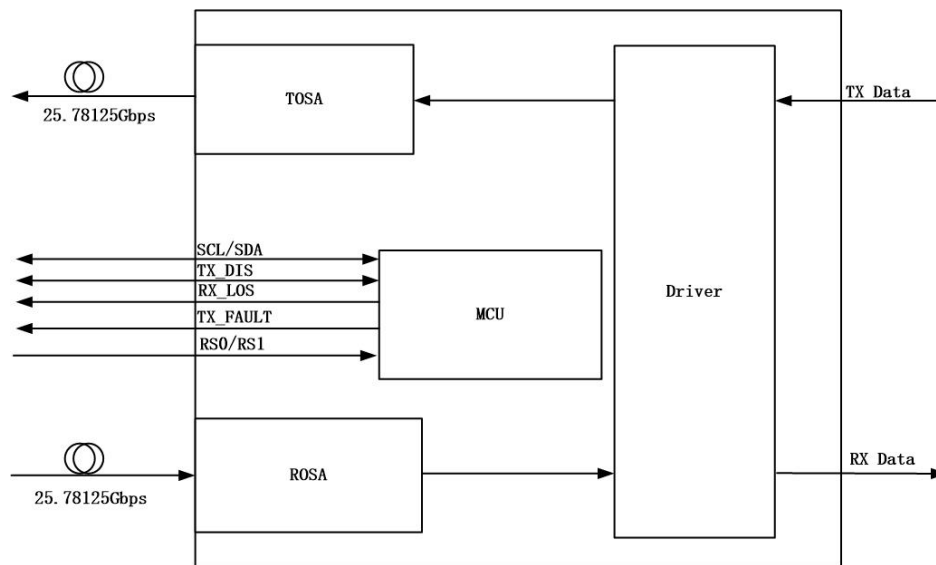 TOSA
TX Data
25.78125Gbps
SCL/SDA
TX_DIS
RX_LOS
TX_FAULT
RS0/RS1
MCU
Driver
ROSA
RX Data
25.78125Gbps